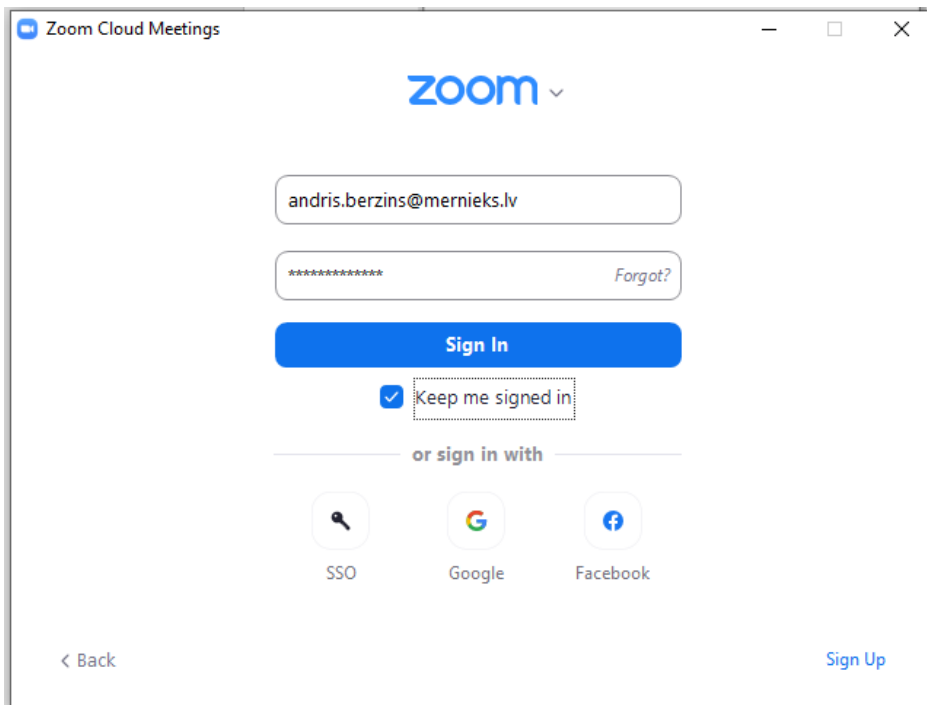 Zoom Cloud Meetings
zoom
andris.berzins@mernieks.lv
************* Forgot?
Sign In
Keep me signed in
or sign in with
SSO Google Facebook
< Back Sign Up